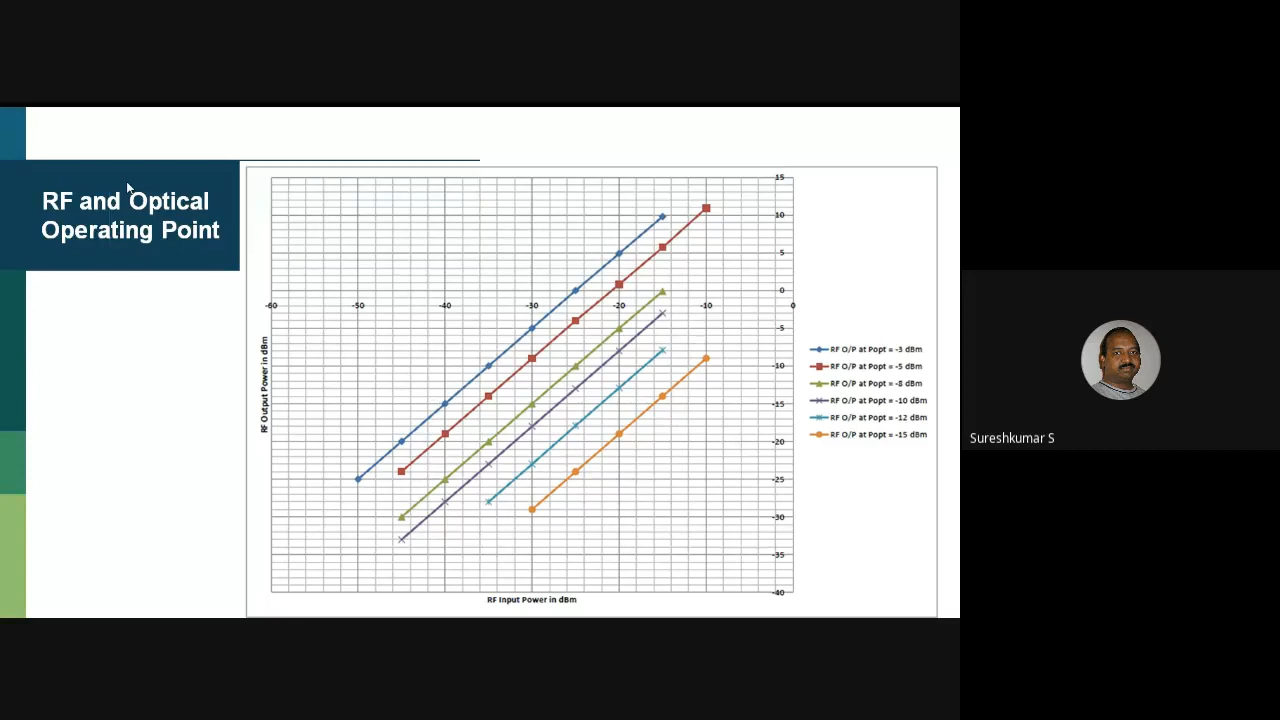 RF and Optical
Operating Point
15
10
5
0
-60 -50 -40 -30 -20 -10 0
-5
-10
-15
-20
-25
-30
-35
-40
RF Output Power in dBm
RF Input Power in dBm
RF O/P at Popt = -3 dBm
RF O/P at Popt = -5 dBm
RF O/P at Popt = -8 dBm
RF O/P at Popt = -10 dBm
RF O/P at Popt = -12 dBm
RF O/P at Popt = -15 dBm
Sureshkumar S